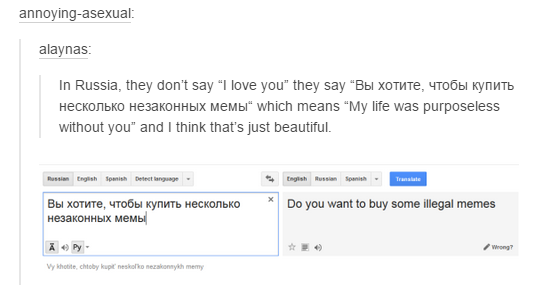 annoying-asexual:
alaynas:
In Russia, they don’t say “I love you” they say “Вы хотите, чтобы купить
несколько незаконных мемы“ which means “My life was purposeless
without you” and I think that’s just beautiful.
Russian English Spanish Detect language English Russian Spanish Translate
Вы хотите, чтобы купить несколько
незаконных мемы
Do you want to buy some illegal memes
Ä Ру Wrong?
Vy khotite, chtoby kupit' neskol'ko nezakonnykh memy